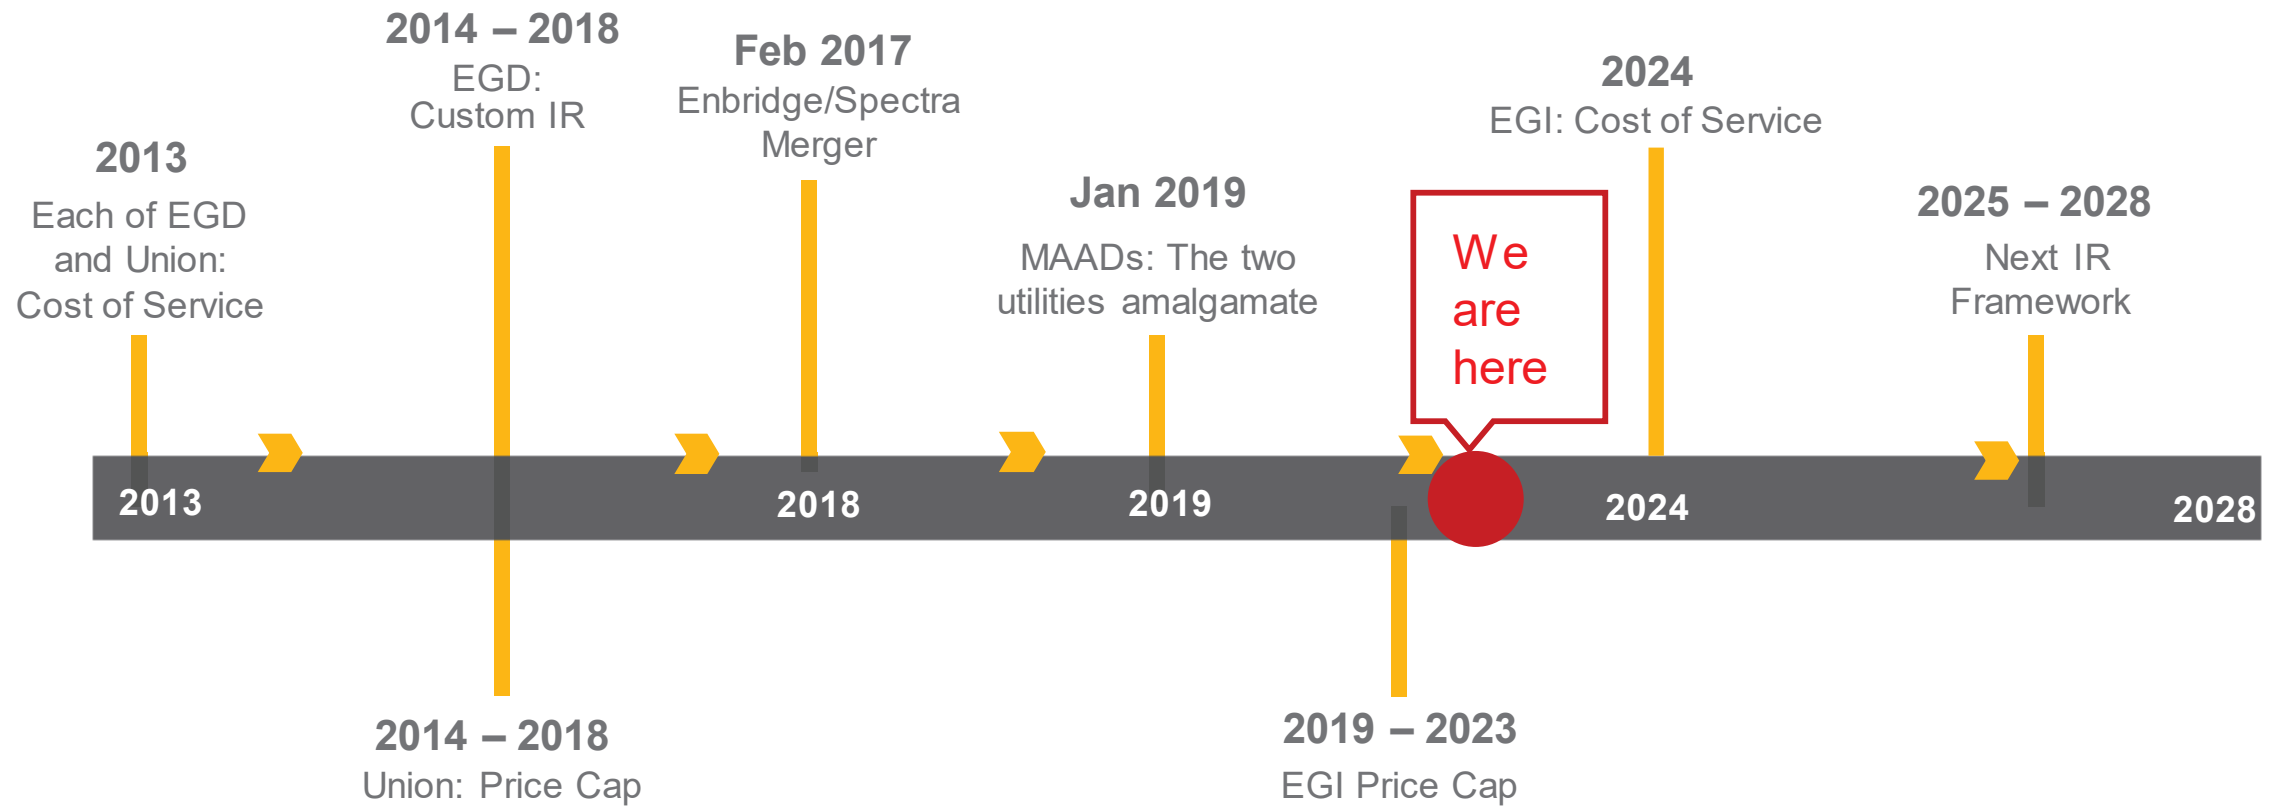 2013
Each of EGD
and Union:
Cost of Service
2014 – 2018
EGD:
Custom IR
Feb 2017
Enbridge/Spectra
Merger
Jan 2019
MAADs: The two
utilities amalgamate
We
are
here
2024
EGI: Cost of Service
2025 – 2028
Next IR
Framework
2013
2018
2019
2024
2028
2014 – 2018
Union: Price Cap
2019 – 2023
EGI Price Cap